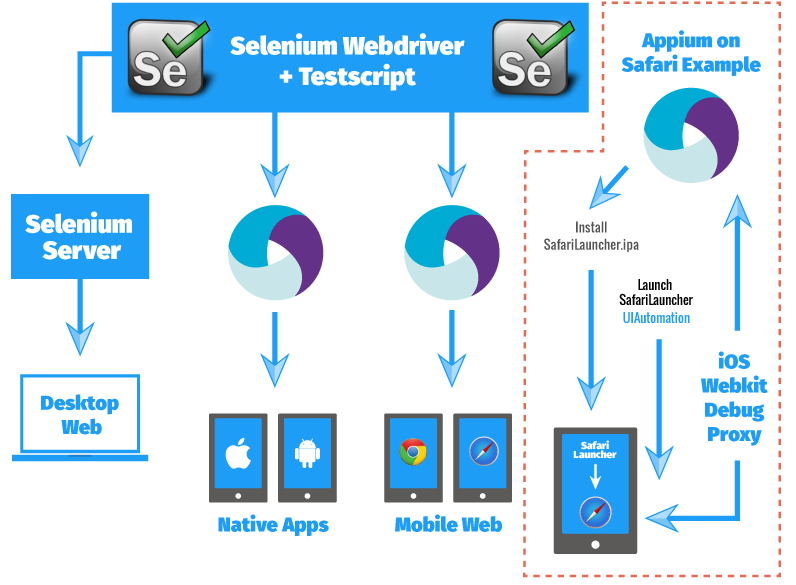 Se
Selenium Webdriver
+ Testscript
Se
Appium on
Safari Example
Selenium
Server
Install
SafariLauncher.ipa
Launch
SafariLauncher
UIAutomation
iOS
Webkit
Debug
Proxy
Desktop
Web
Safari
Launcher
Native Apps
Mobile Web